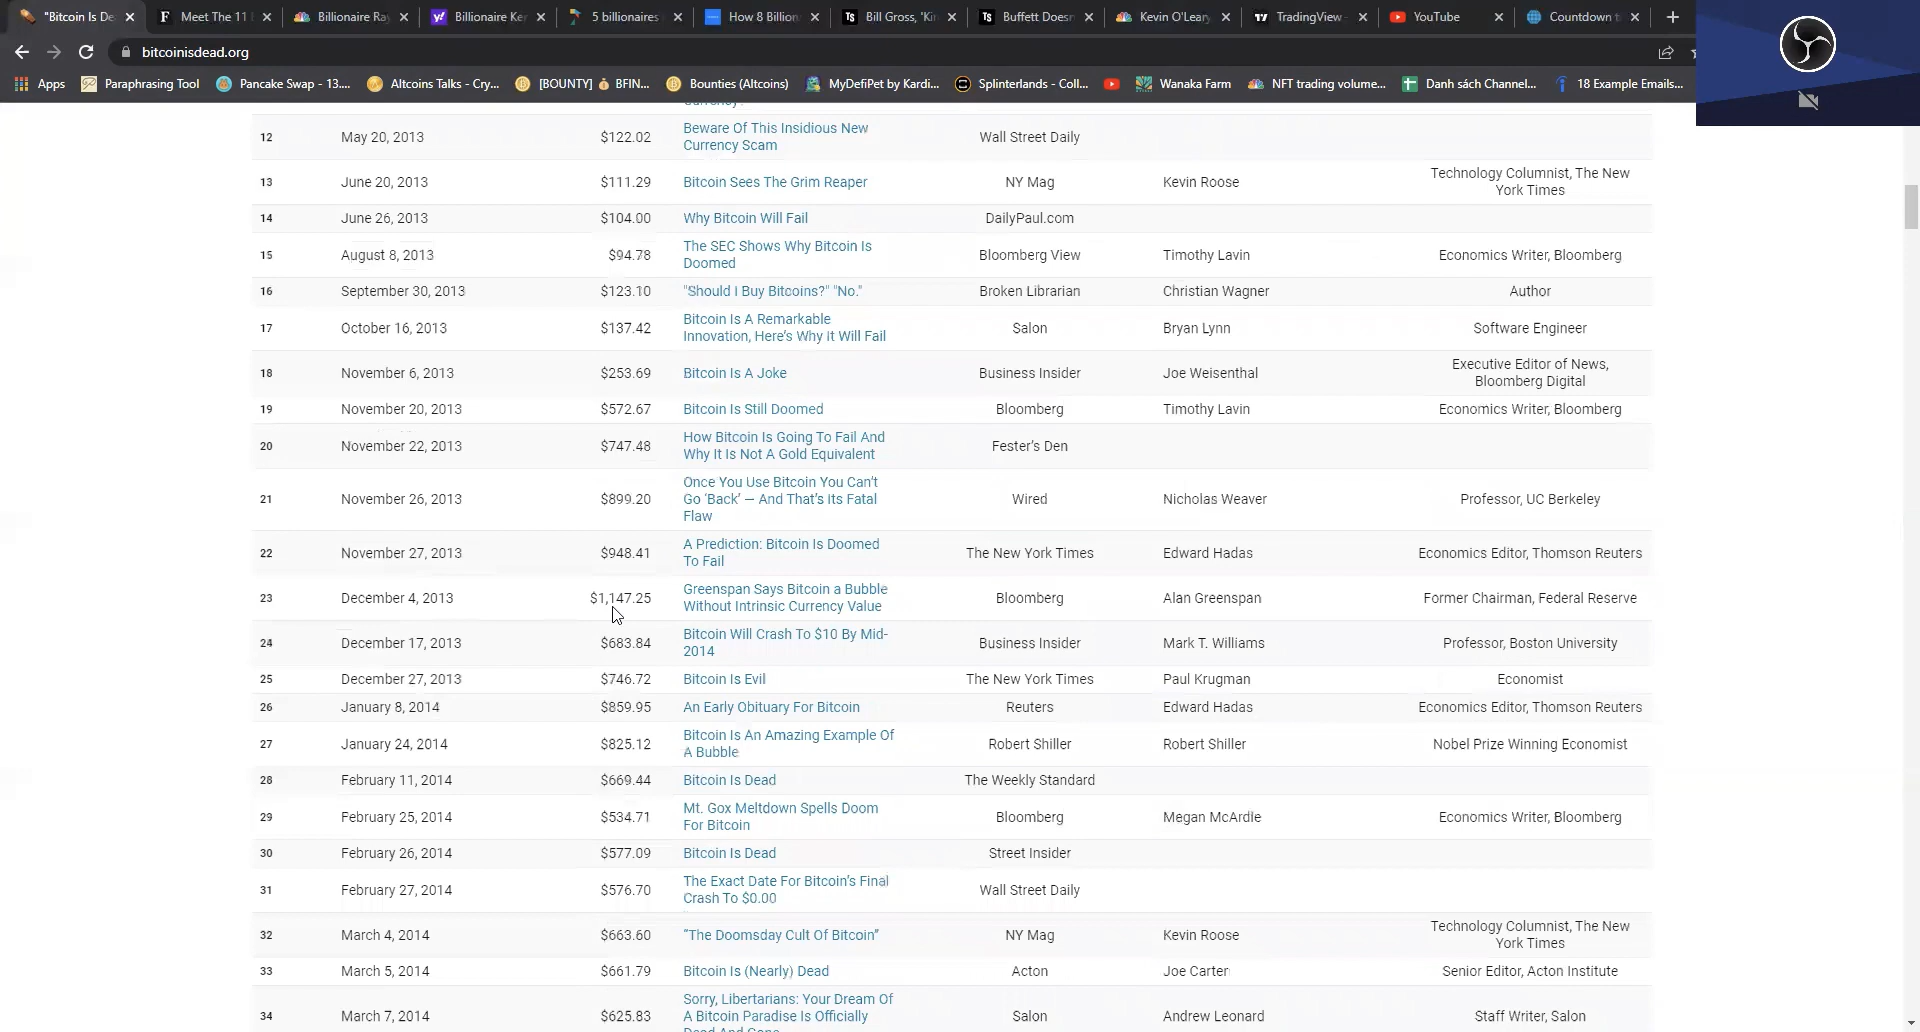 "Bitcoin Is De
Meet The 11
Billionaire Ray
Billionaire Ken
5 billionaires
How 8 Billion
Bill Gross, 'Kin
Buffett Doesn
Kevin O'Leary
TradingView
YouTube
Countdown t
bitcoinisdead.org
Apps
Paraphrasing Tool
Pancake Swap - 13....
Altcoins Talks - Cry...
[BOUNTY] BFIN...
Bounties (Altcoins)
MyDefiPet by Kardi...
Splinterlands - Coll...
Wanaka Farm
NFT trading volume...
Danh sách Channel...
18 Example Emails...
12 May 20, 2013 $122.02 Beware Of This Insidious New Wall Street Daily
Currency Scam
13 June 20, 2013 $111.29 Bitcoin Sees The Grim Reaper NY Mag Kevin Roose Technology Columnist, The New
York Times
14 June 26, 2013 $104.00 Why Bitcoin Will Fail DailyPaul.com
15 August 8, 2013 $94.78 The SEC Shows Why Bitcoin Is Bloomberg View Timothy Lavin Economics Writer, Bloomberg
Doomed
16 September 30, 2013 $123.10 "Should I Buy Bitcoins?" "No." Broken Librarian Christian Wagner Author
17 October 16, 2013 $137.42 Bitcoin Is A Remarkable Salon Bryan Lynn Software Engineer
Innovation, Here's Why It Will Fail
18 November 6, 2013 $253.69 Bitcoin Is A Joke Business Insider Joe Weisenthal Executive Editor of News,
Bloomberg Digital
19 November 20, 2013 $572.67 Bitcoin Is Still Doomed Bloomberg Timothy Lavin Economics Writer, Bloomberg
20 November 22, 2013 $747.48 How Bitcoin Is Going To Fail And Fester's Den
Why It Is Not A Gold Equivalent
21 November 26, 2013 $899.20 Once You Use Bitcoin You Can't Wired Nicholas Weaver Professor, UC Berkeley
Go 'Back' — And That's Its Fatal
Flaw
22 November 27, 2013 $948.41 A Prediction: Bitcoin Is Doomed The New York Times Edward Hadas Economics Editor, Thomson Reuters
To Fail
23 December 4, 2013 $1,147.25 Greenspan Says Bitcoin a Bubble Bloomberg Alan Greenspan Former Chairman, Federal Reserve
Without Intrinsic Currency Value
24 December 17, 2013 $683.84 Bitcoin Will Crash To $10 By Mid- Business Insider Mark T. Williams Professor, Boston University
2014
25 December 27, 2013 $746.72 Bitcoin Is Evil The New York Times Paul Krugman Economist
26 January 8, 2014 $859.95 An Early Obituary For Bitcoin Reuters Edward Hadas Economics Editor, Thomson Reuters
27 January 24, 2014 $825.12 Bitcoin Is An Amazing Example Of Robert Shiller Robert Shiller Nobel Prize Winning Economist
A Bubble
28 February 11, 2014 $669.44 Bitcoin Is Dead The Weekly Standard
29 February 25, 2014 $534.71 Mt. Gox Meltdown Spells Doom Bloomberg Megan McArdle Economics Writer, Bloomberg
For Bitcoin
30 February 26, 2014 $577.09 Bitcoin Is Dead Street Insider
31 February 27, 2014 $576.70 The Exact Date For Bitcoin's Final Wall Street Daily
Crash To $0.00
32 March 4, 2014 $663.60 "The Doomsday Cult Of Bitcoin" NY Mag Kevin Roose Technology Columnist, The New
York Times
33 March 5, 2014 $661.79 Bitcoin Is (Nearly) Dead Acton Joe Carter Senior Editor, Acton Institute
34 March 7, 2014 $625.83 Sorry, Libertarians: Your Dream Of Salon Andrew Leonard Staff Writer, Salon
A Bitcoin Paradise Is Officially